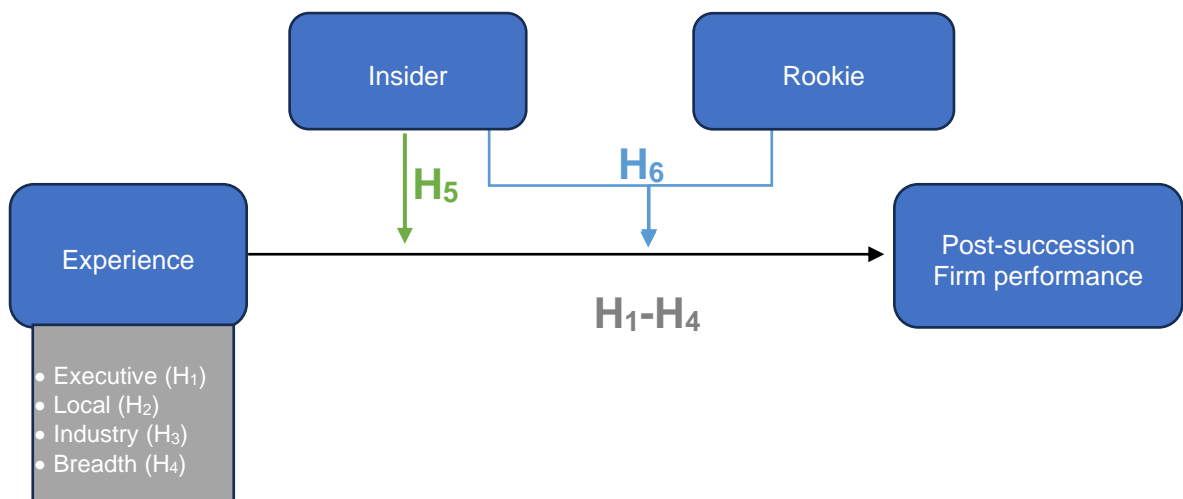 Insider
Rookie
H₅
H₆
Experience
Post-succession
Firm performance
H₁-H₄
• Executive (H₁)
• Local (H₂)
• Industry (H₃)
• Breadth (H₄)